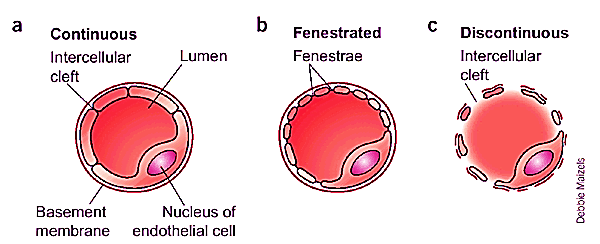 a Continuous
Intercellular
cleft
Lumen
Basement
membrane
Nucleus of
endothelial cell
b Fenestrated
Fenestrae
c Discontinuous
Intercellular
cleft
Debbie Maizels